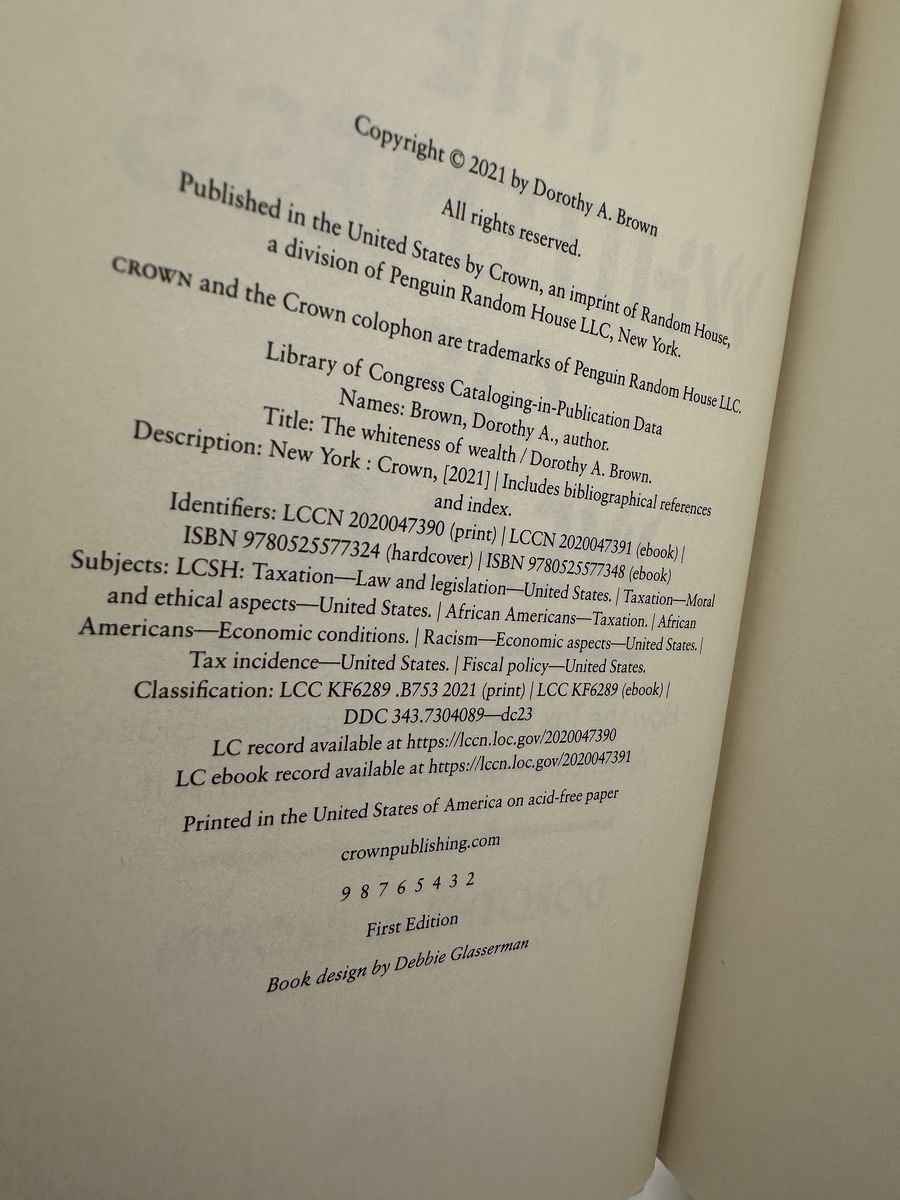 Copyright © 2021 by Dorothy A. Brown
All rights reserved.
Published in the United States by Crown, an imprint of Random House,
a division of Penguin Random House LLC, New York.
CROWN and the Crown colophon are trademarks of Penguin Random House LLC.
Library of Congress Cataloging-in-Publication Data
Names: Brown, Dorothy A., author.
Title: The whiteness of wealth / Dorothy A. Brown.
Description: New York : Crown, [2021] | Includes bibliographical references
and index.
Identifiers: LCCN 2020047390 (print) | LCCN 2020047391 (ebook) |
ISBN 9780525577324 (hardcover) | ISBN 9780525577348 (ebook)
Subjects: LCSH: Taxation—Law and legislation—United States. | Taxation—Moral
and ethical aspects—United States. | African Americans—Taxation. | African
Americans—Economic conditions. | Racism—Economic aspects—United States. |
Tax incidence—United States. | Fiscal policy—United States.
Classification: LCC KF6289 .B753 2021 (print) | LCC KF6289 (ebook) |
DDC 343.7304089—dc23
LC record available at https://lccn.loc.gov/2020047390
LC ebook record available at https://lccn.loc.gov/2020047391
Printed in the United States of America on acid-free paper
crownpublishing.com
9 8 7 6 5 4 3 2
First Edition
Book design by Debbie Glasserman